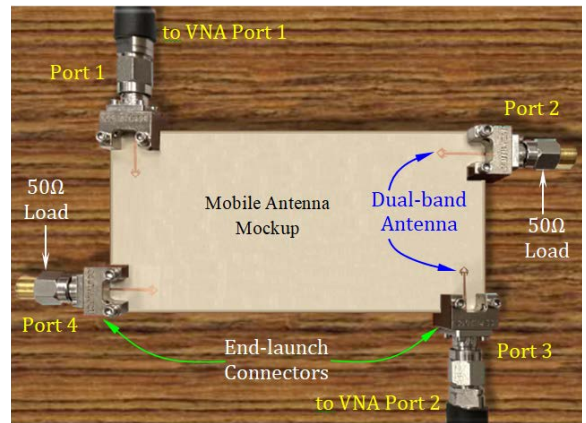 to VNA Port 1
Port 1
Port 2
50Ω
Load
Mobile Antenna
Mockup
Dual-band
Antenna
50Ω
Load
Port 4
End-launch
Connectors
Port 3
to VNA Port 2